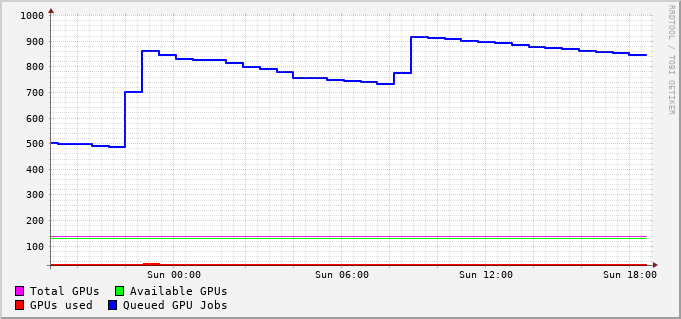 1000
900
800
700
600
500
400
300
200
100
Sun 00:00 Sun 06:00 Sun 12:00 Sun 18:00
Total GPUs Available GPUs
GPUs used Queued GPU Jobs
RRDTOOL / TOBI OETIKER